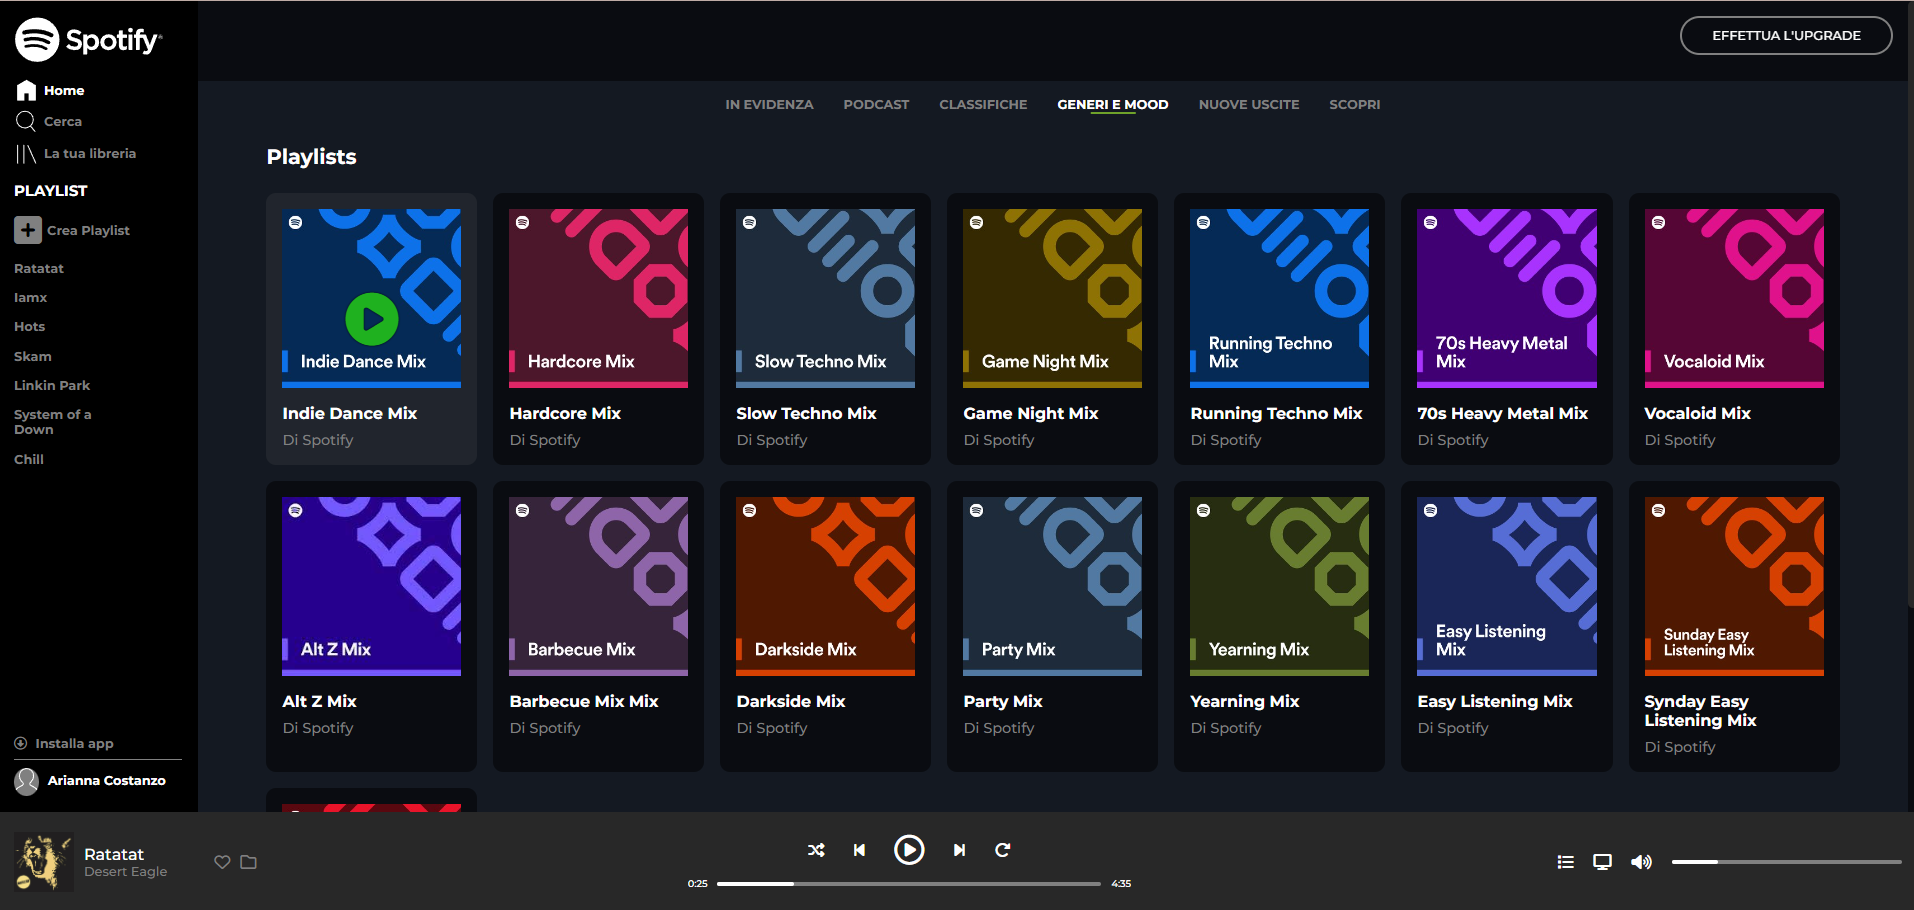 Spotify
EFFETTUA L'UPGRADE
Home
Cerca
La tua libreria
PLAYLIST
Crea Playlist
Ratatat
Iamx
Hots
Skam
Linkin Park
System of a
Down
Chill
Installa app
Arianna Costanzo
IN EVIDENZA PODCAST CLASSIFICHE GENERI E MOOD NUOVE USCITE SCOPRI
Playlists
Indie Dance Mix
Indie Dance Mix
Di Spotify
Hardcore Mix
Hardcore Mix
Di Spotify
Slow Techno Mix
Slow Techno Mix
Di Spotify
Game Night Mix
Game Night Mix
Di Spotify
Running Techno
Mix
Running Techno Mix
Di Spotify
70s Heavy Metal
Mix
70s Heavy Metal Mix
Di Spotify
Vocaloid Mix
Vocaloid Mix
Di Spotify
Alt Z Mix
Alt Z Mix
Di Spotify
Barbecue Mix
Barbecue Mix Mix
Di Spotify
Darkside Mix
Darkside Mix
Di Spotify
Party Mix
Party Mix
Di Spotify
Yearning Mix
Yearning Mix
Di Spotify
Easy Listening
Mix
Easy Listening Mix
Di Spotify
Sunday Easy
Listening Mix
Synday Easy
Listening Mix
Di Spotify
Ratatat
Desert Eagle
0:25
4:35